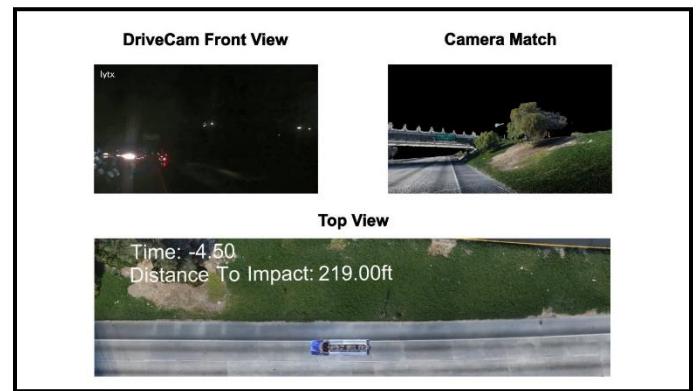 DriveCam Front View
Camera Match
lytx
Top View
Time: -4.50
Distance To Impact: 219.00ft